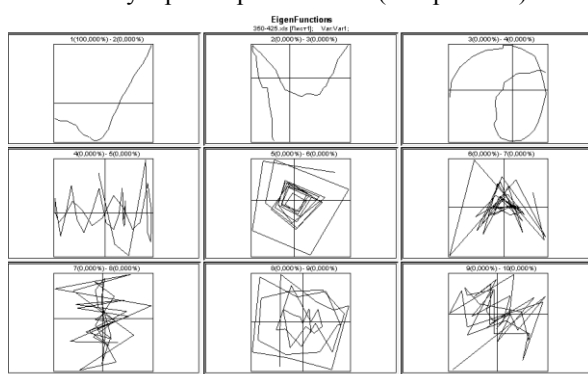 EigenFunctions
1(100,000%) - 2(0,000%)
2(0,000%) - 3(0,000%)
3(0,000%) - 4(0,000%)
4(0,000%) - 5(0,000%)
5(0,000%) - 6(0,000%)
6(0,000%) - 7(0,000%)
7(0,000%) - 8(0,000%)
8(0,000%) - 9(0,000%)
9(0,000%) - 10(0,000%)